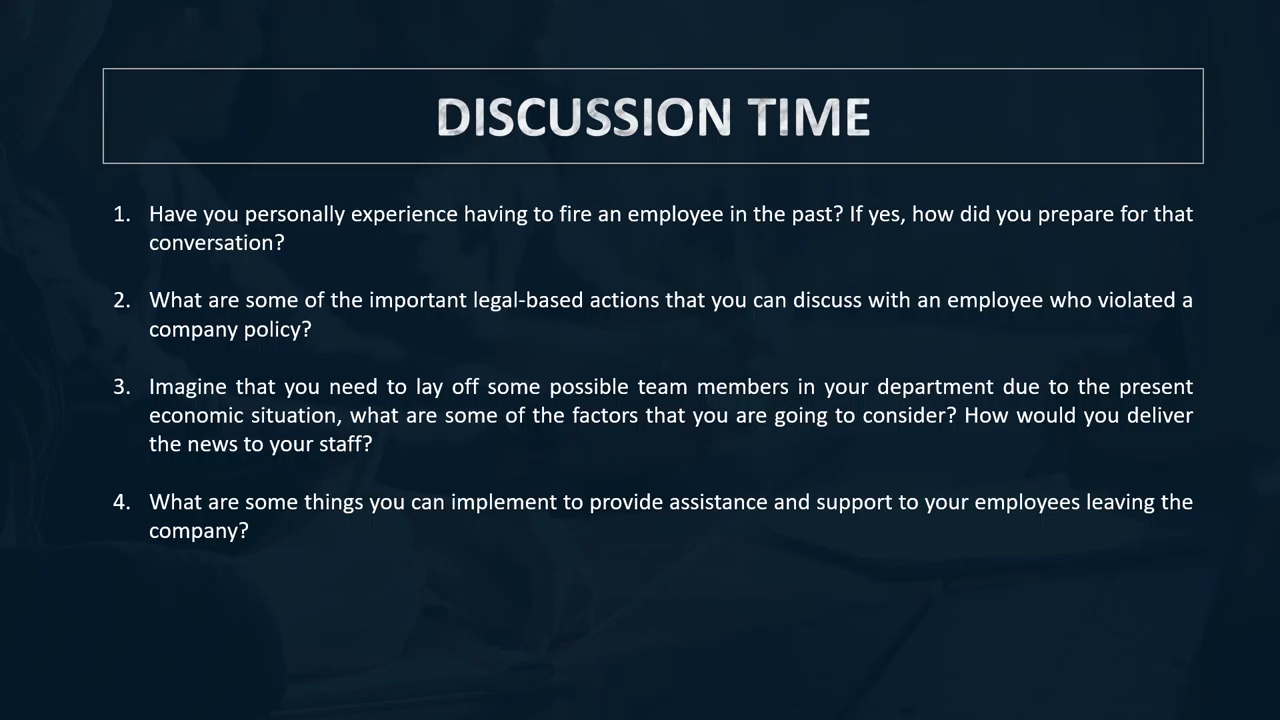 DISCUSSION TIME
1. Have you personally experience having to fire an employee in the past? If yes, how did you prepare for that
conversation?
2. What are some of the important legal-based actions that you can discuss with an employee who violated a
company policy?
3. Imagine that you need to lay off some possible team members in your department due to the present
economic situation, what are some of the factors that you are going to consider? How would you deliver
the news to your staff?
4. What are some things you can implement to provide assistance and support to your employees leaving the
company?